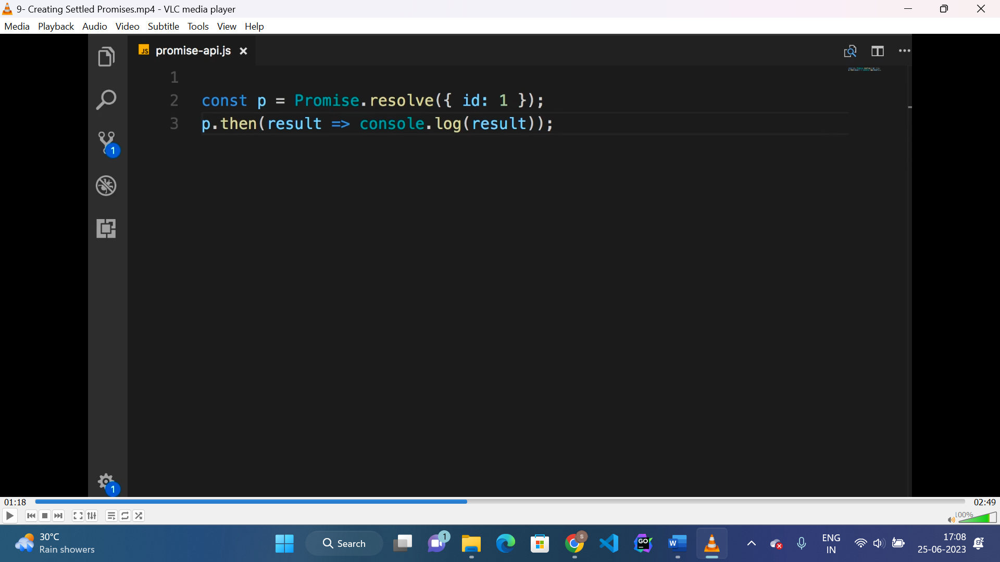 9- Creating Settled Promises.mp4 - VLC media player
Media Playback Audio Video Subtitle Tools View Help
JS promise-api.js
1
2 const p = Promise.resolve({ id: 1 });
3 p.then(result => console.log(result));
1
1
01:18 02:49
100%
30°C
Rain showers
Search
1
S
GO
W
ENG
IN
17:08
25-06-2023